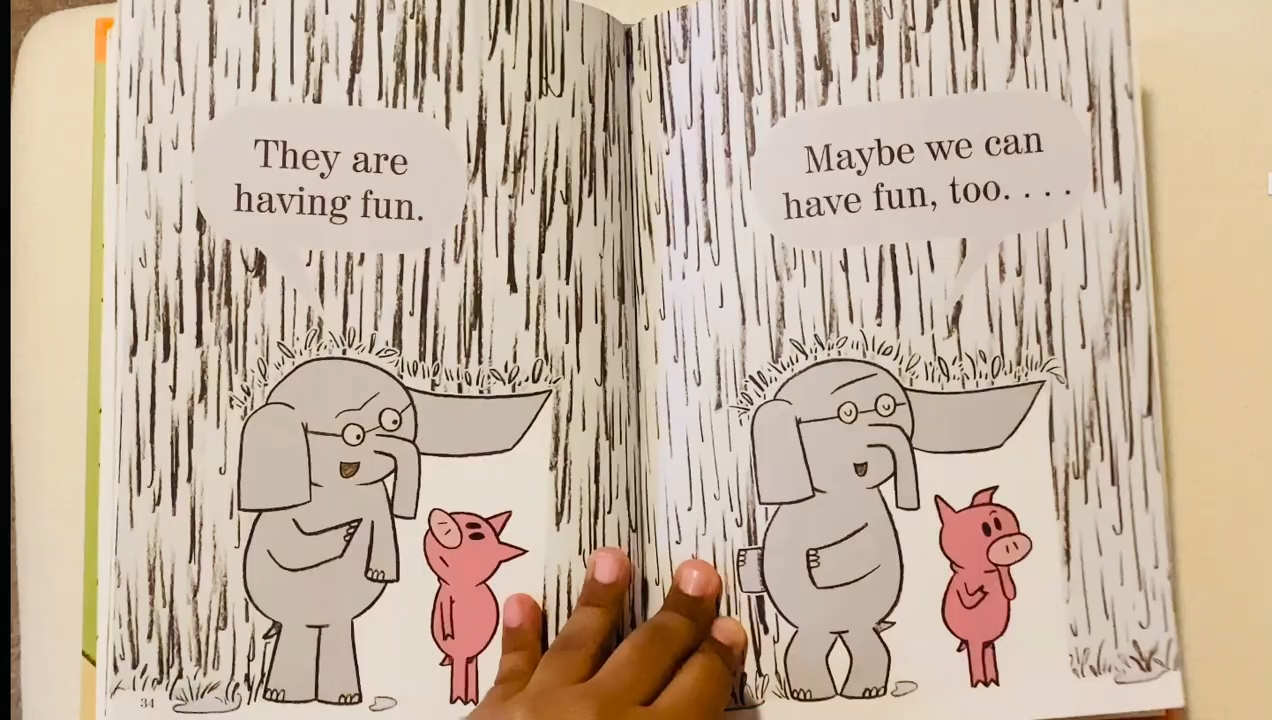 They are
having fun.
34
Maybe we can
have fun, too. . . .